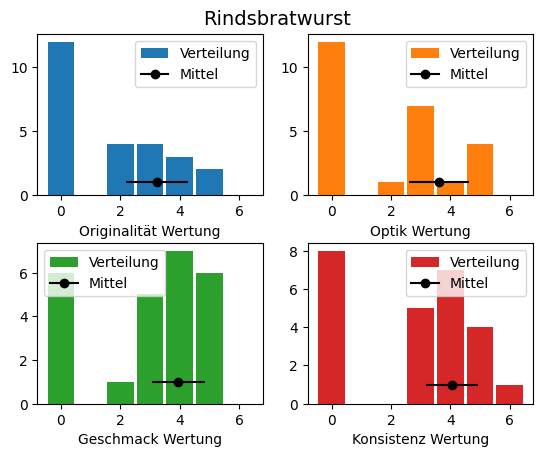 Rindsbratwurst
Verteilung
Mittel
10
5
0
0 2 4 6
Originalität Wertung
Verteilung
Mittel
10
5
0
0 2 4 6
Optik Wertung
Verteilung
Mittel
6
4
2
0
0 2 4 6
Geschmack Wertung
Verteilung
Mittel
8
6
4
2
0
0 2 4 6
Konsistenz Wertung